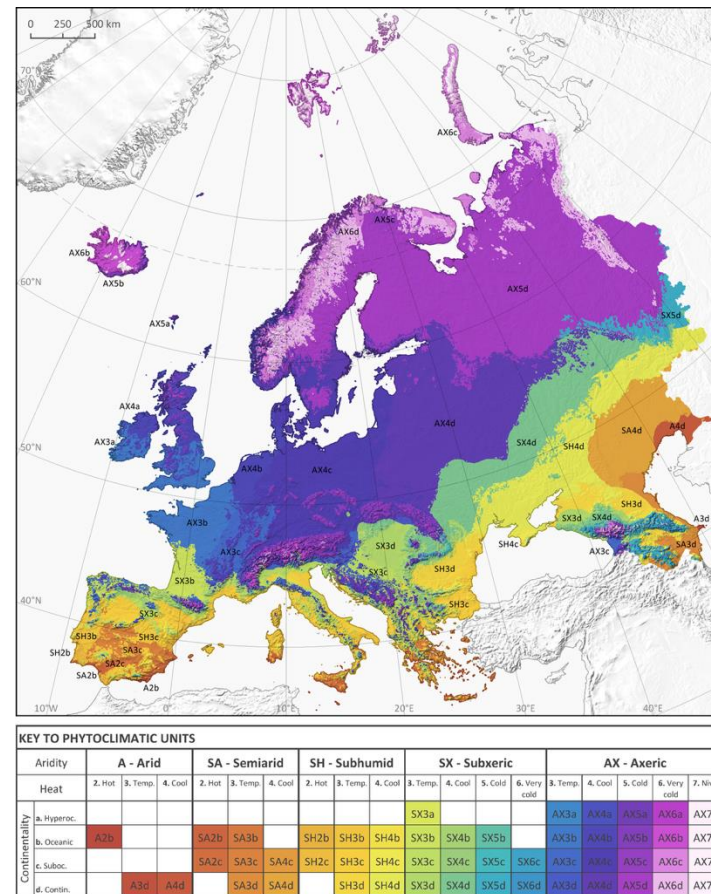 0 250 500 km
70°
AX6c
AX5c
AX6d
AX6b
AX5b
60°N
AX5d
SX5d
AX5a
AX4a
AX3a
50°N
AX4d
SA4d
A4d
SX4d
SH4d
AX4b
AX4c
SH3d
AX3b
SX3d
SX4d
A3d
AX3c
SX3d
SH4c
AX3c
SA3d
SX3b
SX3c
SH3d
40°N
SX3c
SH3c
SH3b
SH3c
SA3c
SH2b
SA2c
SA2b
A2b
10°W
0°
10°E
20°E
30°E
40°E
KEY TO PHYTOCLIMATIC UNITS
Aridity A - Arid SA - Semiarid SH - Subhumid SX - Subxeric AX - Axeric
Heat 2. Hot 3. Temp. 4. Cool 2. Hot 3. Temp. 4. Cool 2. Hot 3. Temp. 4. Cool 3. Temp. 4. Cool 5. Cold 6. Very cold 3. Temp. 4. Cool 5. Cold 6. Very cold 7. Niv
Continentality
a. Hyperoc. SX3a AX3a AX4a AX5a AX6a AX7
b. Oceanic A2b SA2b SA3b SH2b SH3b SH4b SX3b SX4b SX5b AX3b AX4b AX5b AX6b AX7
c. Suboc. SA2c SA3c SA4c SH2c SH3c SH4c SX3c SX4c SX5c SX6c AX3c AX4c AX5c AX6c AX7
d. Contin. A3d A4d SA3d SA4d SH3d SH4d SX3d SX4d SX5d SX6d AX3d AX4d AX5d AX6d AX7